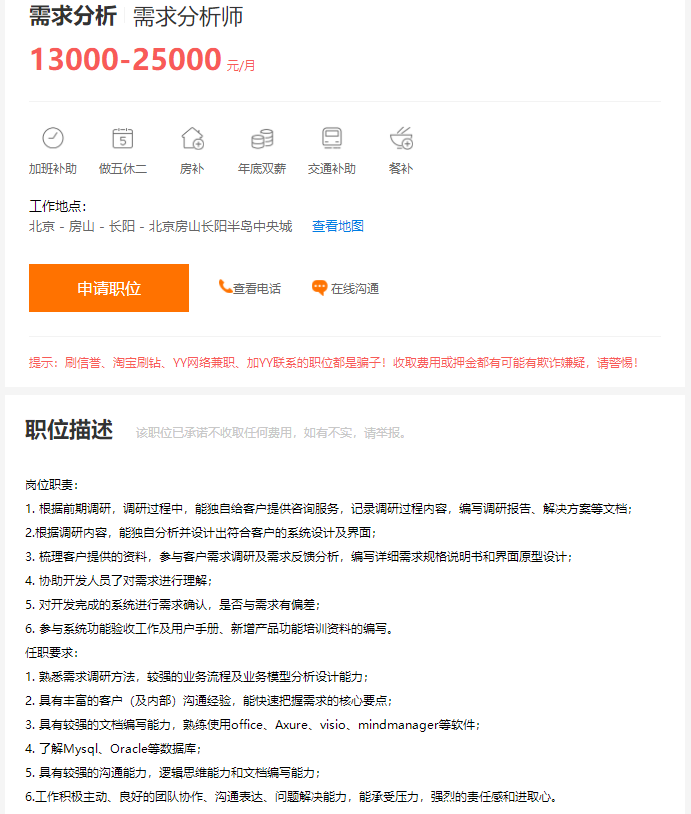 需求分析 需求分析师
13000-25000 元/月
5
加班补助 做五休二 房补 年底双薪 交通补助 餐补
工作地点：
北京 - 房山 - 长阳 - 北京房山长阳半岛中央城 查看地图
申请职位 查看电话 在线沟通
提示：刷信誉、淘宝刷钻、YY网络兼职、加YY联系的职位都是骗子！收取费用或押金都有可能有欺诈嫌疑，请警惕！
职位描述 该职位已承诺不收取任何费用，如有不实，请举报。
岗位职责：
1. 根据前期调研，调研过程中，能独自给客户提供咨询服务，记录调研过程内容，编写调研报告、解决方案等文档；
2.根据调研内容，能独自分析并设计出符合客户的系统设计及界面；
3. 梳理客户提供的资料，参与客户需求调研及需求反馈分析，编写详细需求规格说明书和界面原型设计；
4. 协助开发人员了对需求进行理解；
5. 对开发完成的系统进行需求确认，是否与需求有偏差；
6. 参与系统功能验收工作及用户手册、新增产品功能培训资料的编写。
任职要求：
1. 熟悉需求调研方法，较强的业务流程及业务模型分析设计能力；
2. 具有丰富的客户（及内部）沟通经验，能快速把握需求的核心要点；
3. 具有较强的文档编写能力，熟练使用office、Axure、visio、mindmanager等软件；
4. 了解Mysql、Oracle等数据库；
5. 具有较强的沟通能力，逻辑思维能力和文档编写能力；
6.工作积极主动、良好的团队协作、沟通表达、问题解决能力，能承受压力，强烈的责任感和进取心。